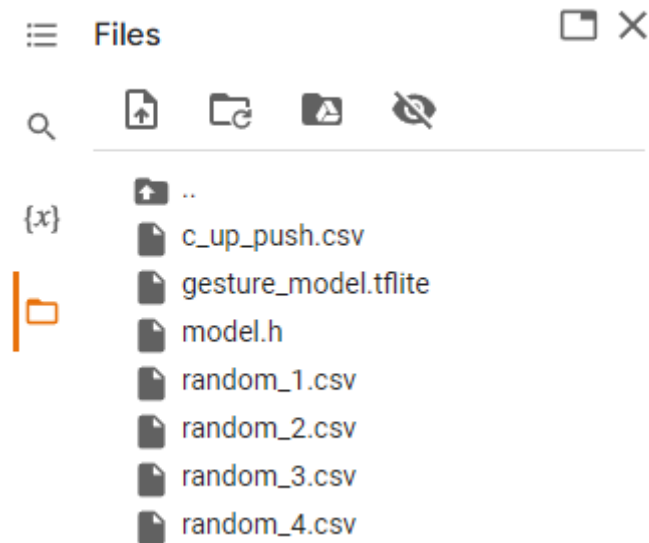 Files
{x}
..
c_up_push.csv
gesture_model.tflite
model.h
random_1.csv
random_2.csv
random_3.csv
random_4.csv